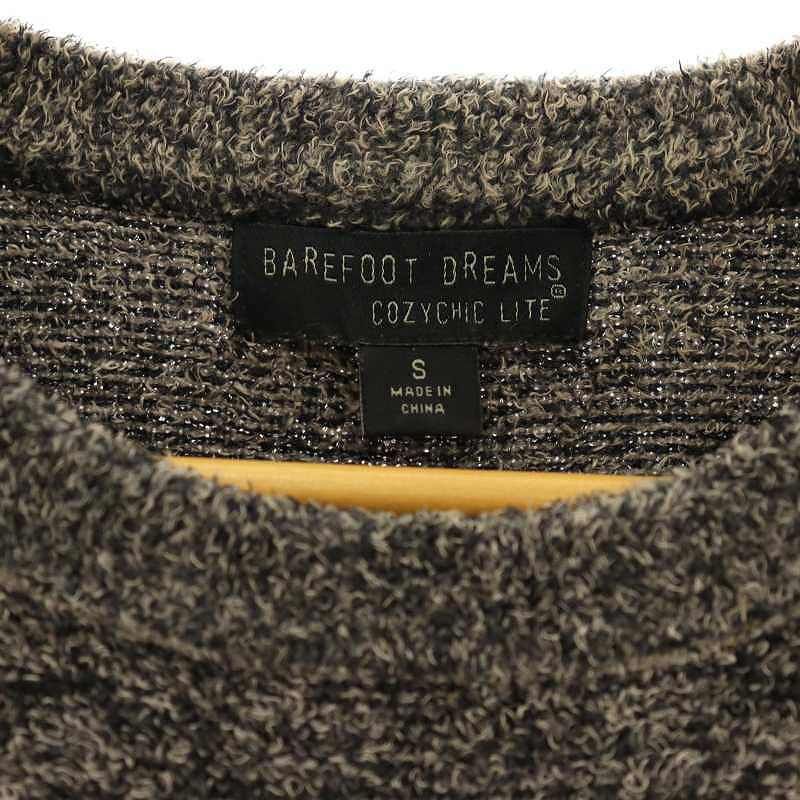 BAREFOOT DREAMS
COZYCHIC LITE®
S
MADE IN
CHINA